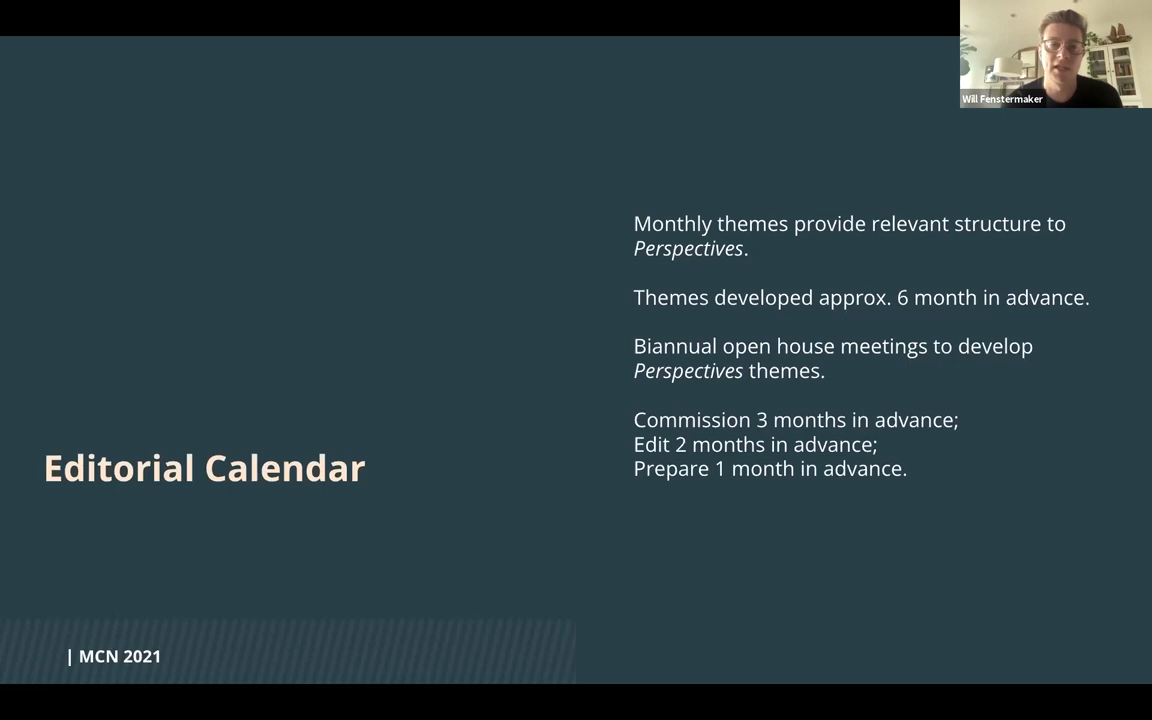 Will Fenstermaker
Monthly themes provide relevant structure to
Perspectives.
Themes developed approx. 6 month in advance.
Biannual open house meetings to develop
Perspectives themes.
Commission 3 months in advance;
Edit 2 months in advance;
Prepare 1 month in advance.
Editorial Calendar
| MCN 2021